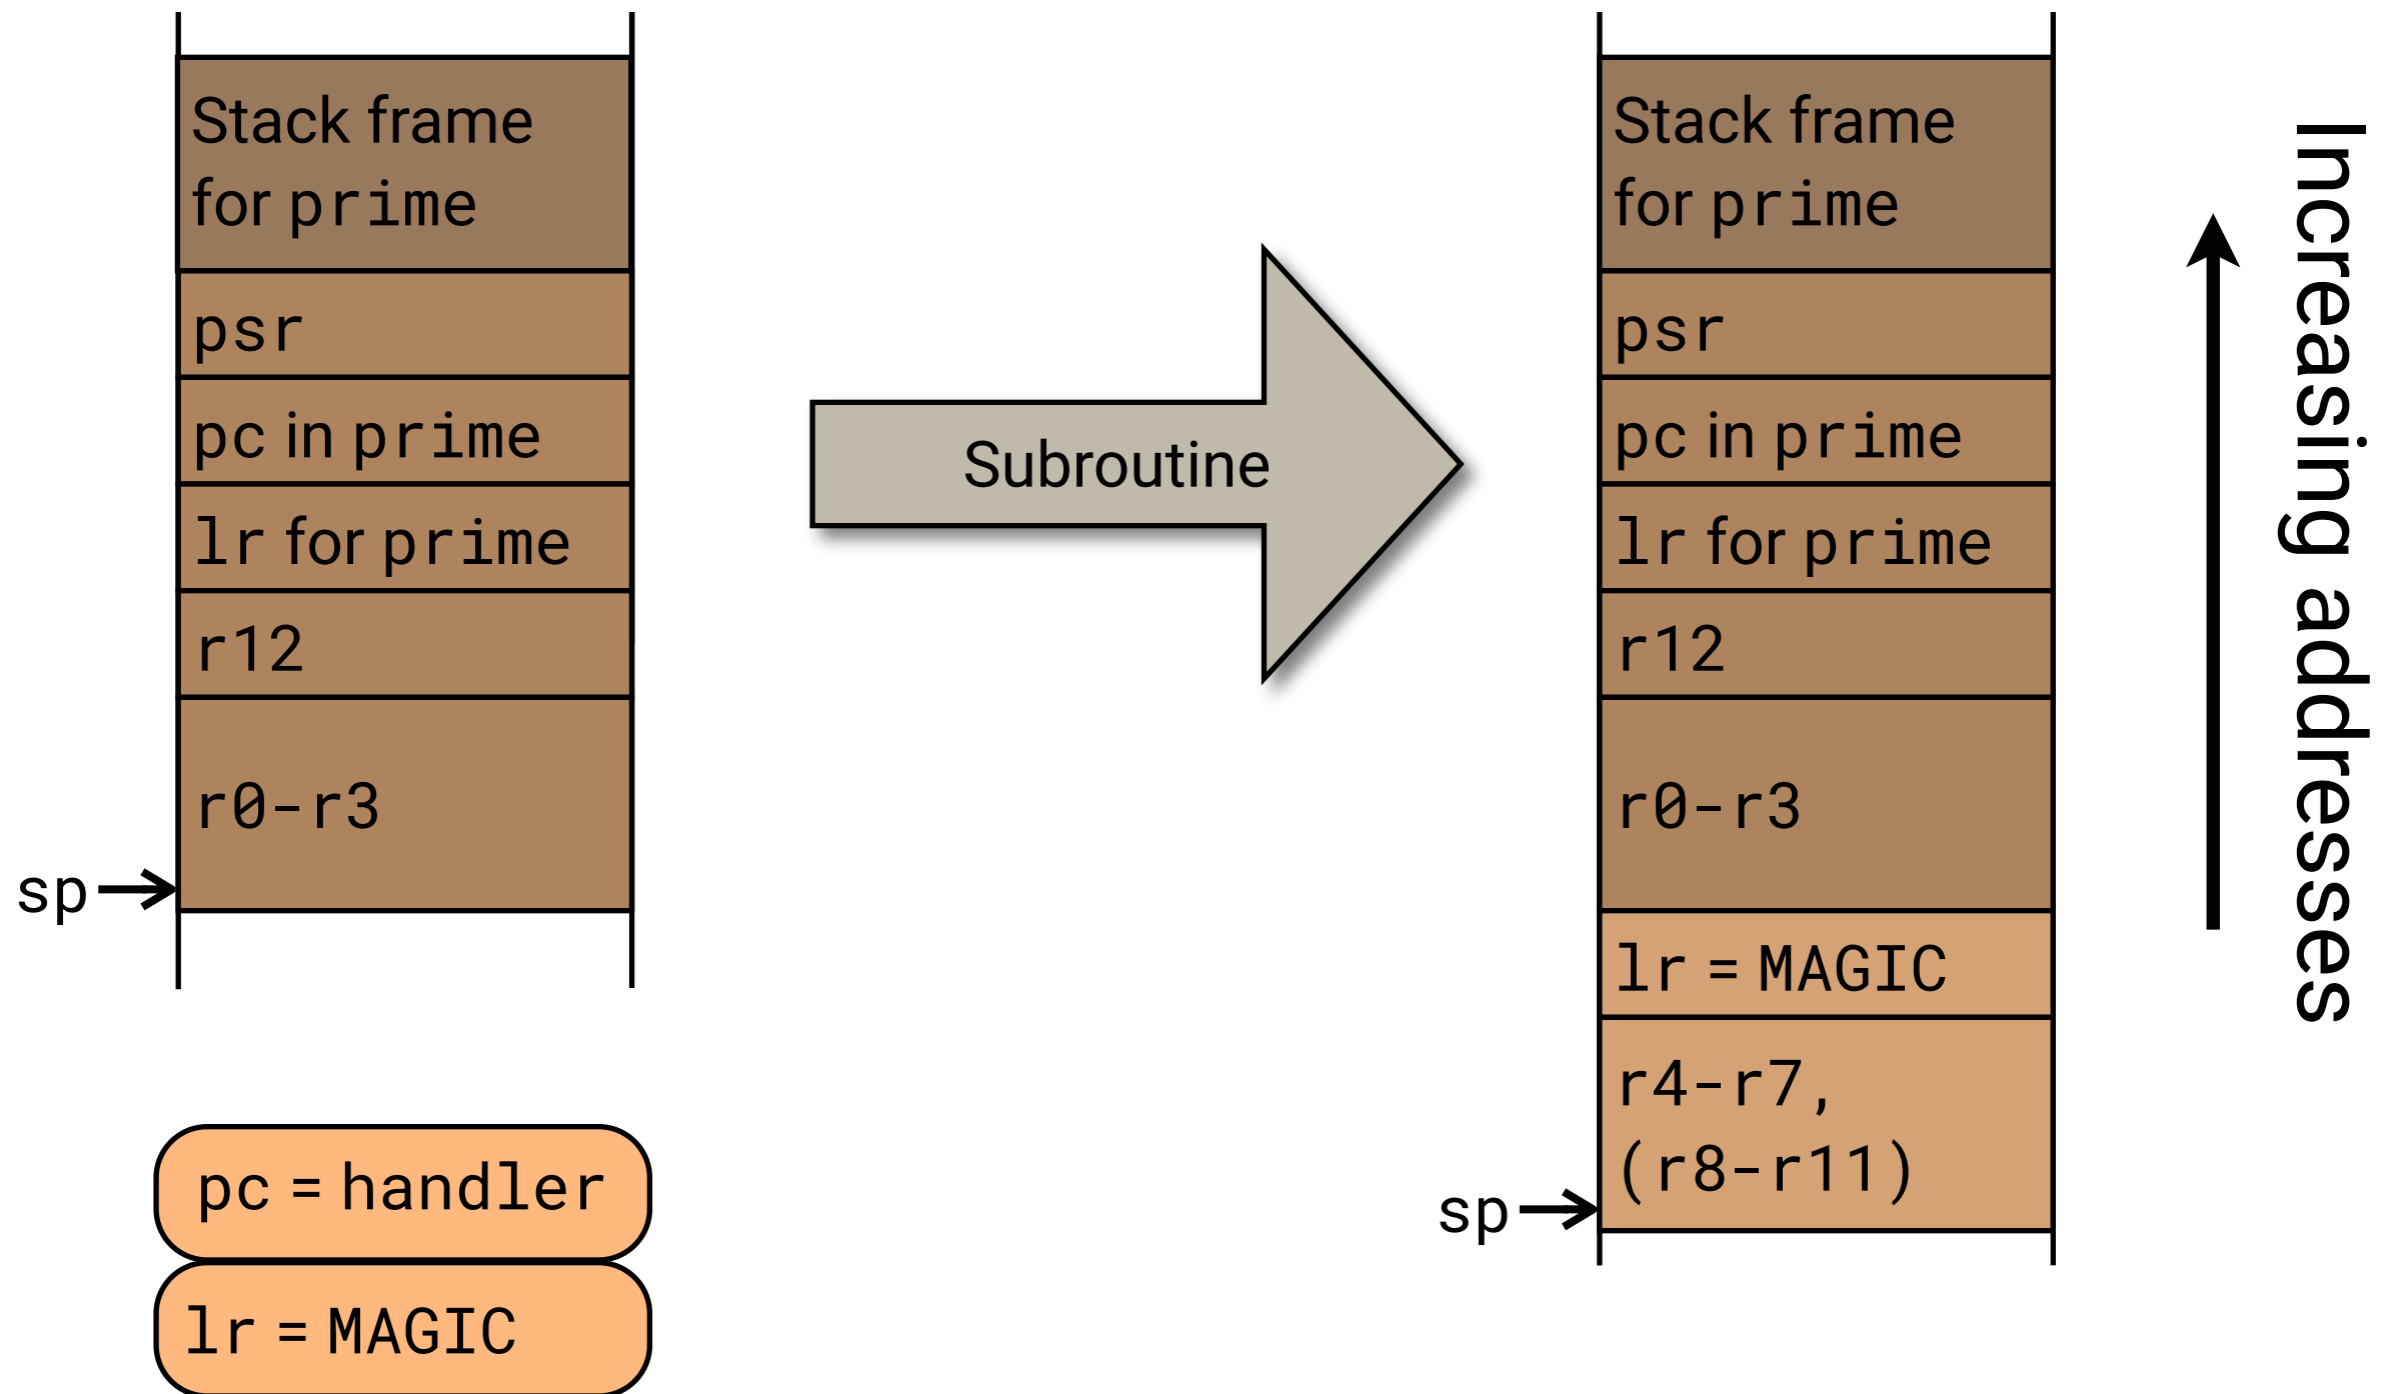 Stack frame
for prime
psr
pc in prime
lr for prime
r12
r0-r3
sp
pc = handler
lr = MAGIC
Subroutine
Stack frame
for prime
psr
pc in prime
lr for prime
r12
r0-r3
lr = MAGIC
r4-r7,
(r8-r11)
sp
Increasing addresses